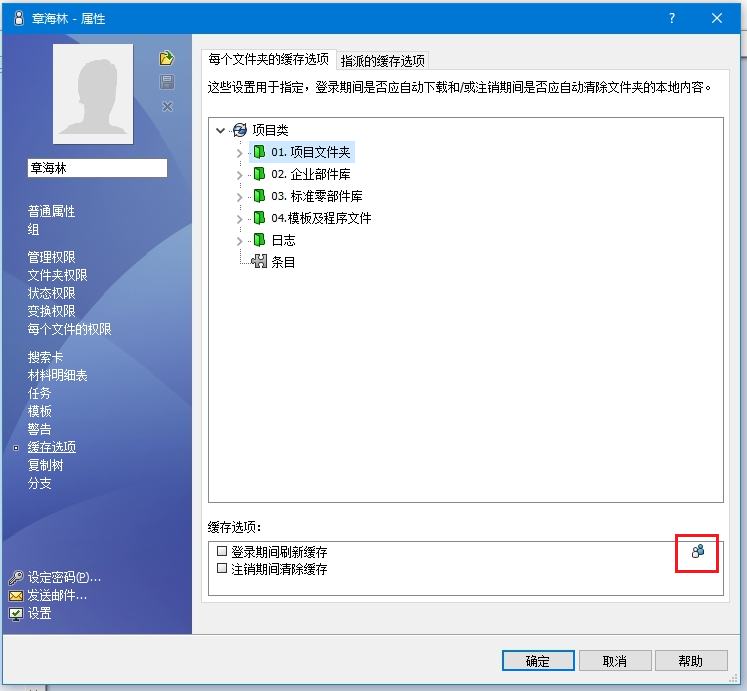 章海林 - 属性
?
章海林
普通属性
组
管理权限
文件夹权限
状态权限
变换权限
每个文件的权限
搜索卡
材料明细表
任务
模板
警告
缓存选项
复制树
分支
设定密码(P)...
发送邮件...
设置
每个文件夹的缓存选项
指派的缓存选项
这些设置用于指定，登录期间是否应自动下载和/或注销期间是否应自动清除文件夹的本地内容。
项目类
01. 项目文件夹
02. 企业部件库
03. 标准零部件库
04.模板及程序文件
日志
条目
缓存选项:
登录期间刷新缓存
注销期间清除缓存
确定
取消
帮助